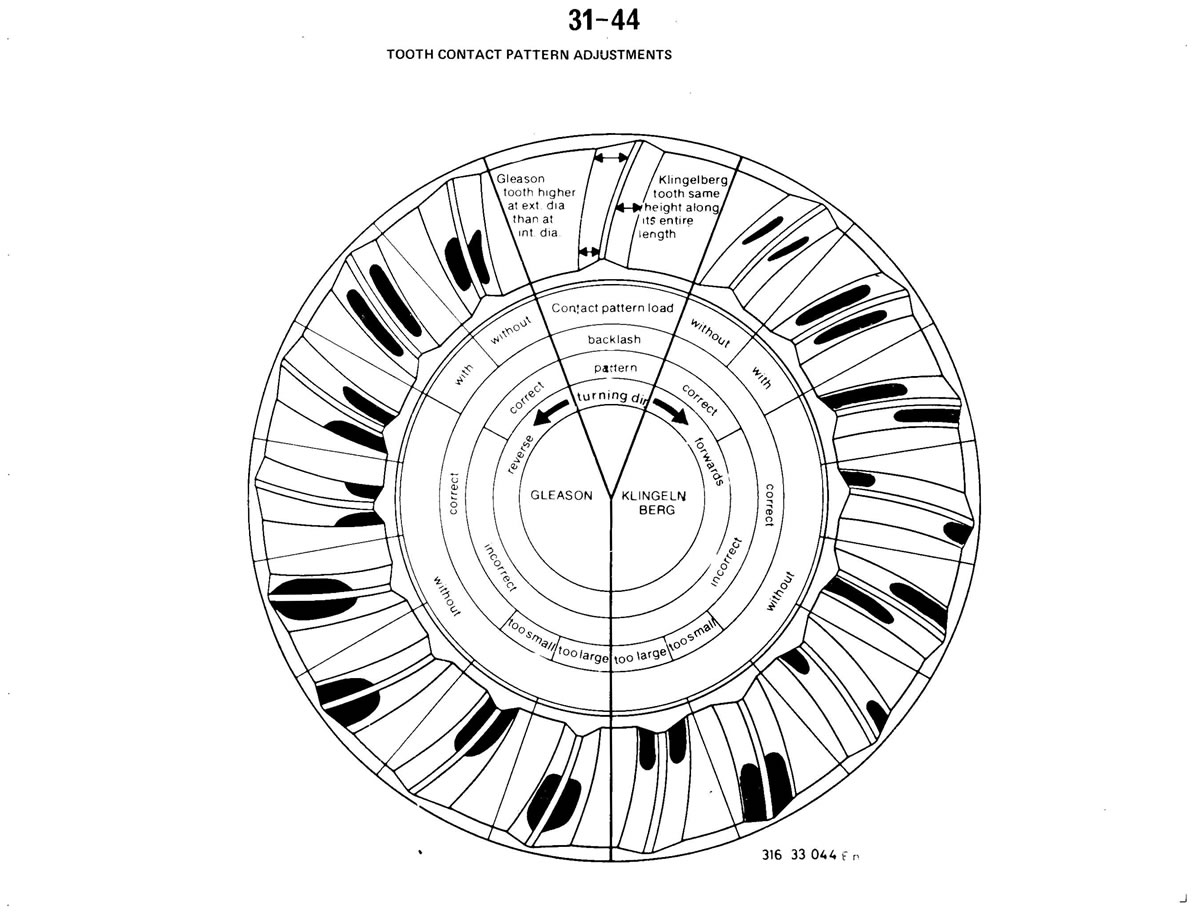 31-44
TOOTH CONTACT PATTERN ADJUSTMENTS
Gleason
tooth higher
at ext. dia
than at
int. dia.
Klingelberg
tooth same
height along
its entire
length
Contact pattern load
without
without
backlash
with
with
pattern
correct
correct
turning dir
reverse
forwards
GLEASON
KLINGELN
BERG
correct
correct
incorrect
incorrect
without
without
too small
too large
too large
too small
316 33 044 En